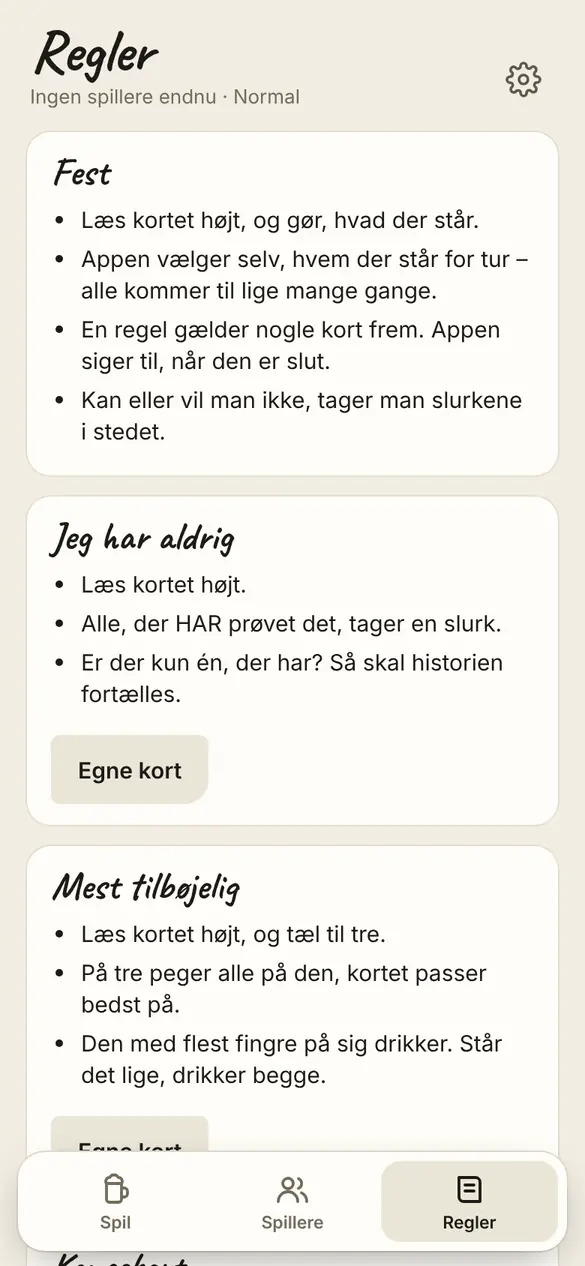 Regler
Ingen spillere endnu · Normal
Fest
• Læs kortet højt, og gør, hvad der står.
• Appen vælger selv, hvem der står for tur –
alle kommer til lige mange gange.
• En regel gælder nogle kort frem. Appen
siger til, når den er slut.
• Kan eller vil man ikke, tager man slurkene
i stedet.
Jeg har aldrig
• Læs kortet højt.
• Alle, der HAR prøvet det, tager en slurk.
• Er der kun én, der har? Så skal historien
fortælles.
Egne kort
Mest tilbøjelig
• Læs kortet højt, og tæl til tre.
• På tre peger alle på den, kortet passer
bedst på.
• Den med flest fingre på sig drikker. Står
det lige, drikker begge.
Egne kort
Spil
Spillere
Regler